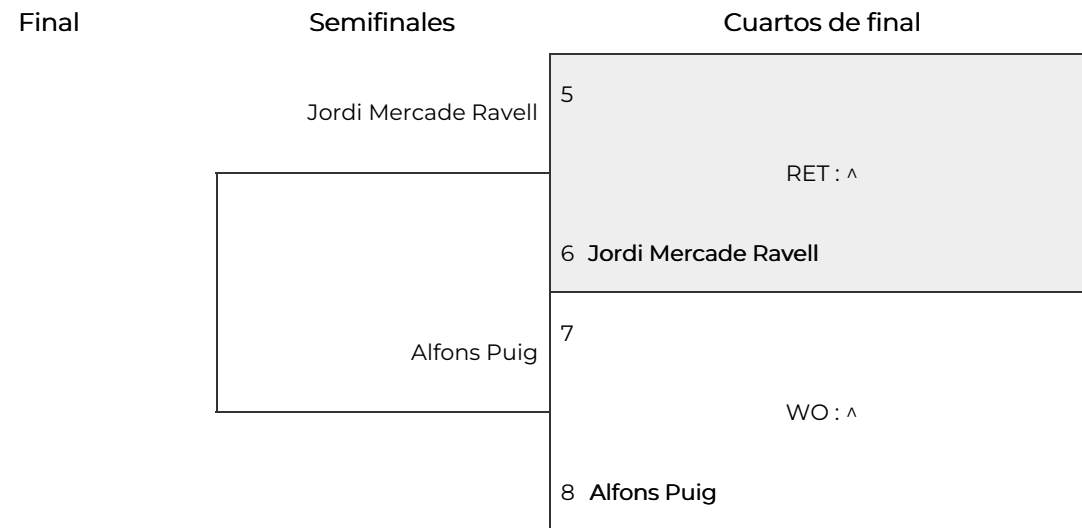 Final Semifinales Cuartos de final
Jordi Mercade Ravell 5
RET : ^
6 Jordi Mercade Ravell
Alfons Puig 7
WO : ^
8 Alfons Puig